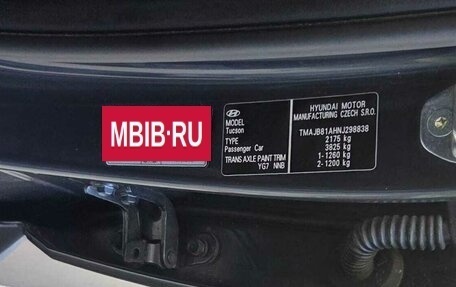 MBIB·RU
MODEL
Tucson
TYPE
Passenger Car
TRANS AXLE PAINT TRIM
YG7 NNB
HYUNDAI MOTOR
MANUFACTURING CZECH S.R.O.
TMAJB81AHNJ298838
2175 kg
3825 kg
1-1260 kg
2-1200 kg